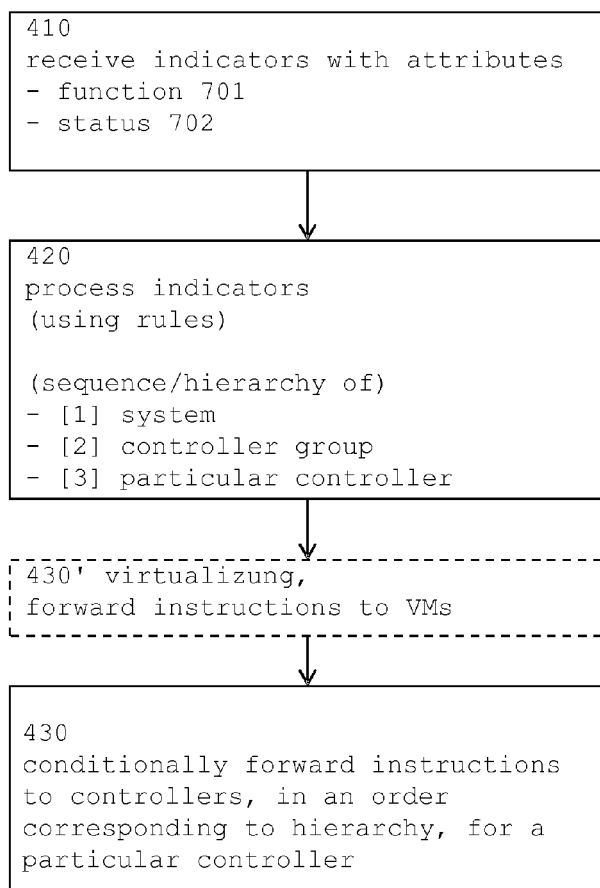 410
receive indicators with attributes
- function 701
- status 702
420
process indicators
(using rules)
(sequence/hierarchy of)
- [1] system
- [2] controller group
- [3] particular controller
430' virtualizung,
forward instructions to VMs
430
conditionally forward instructions
to controllers, in an order
corresponding to hierarchy, for a
particular controller